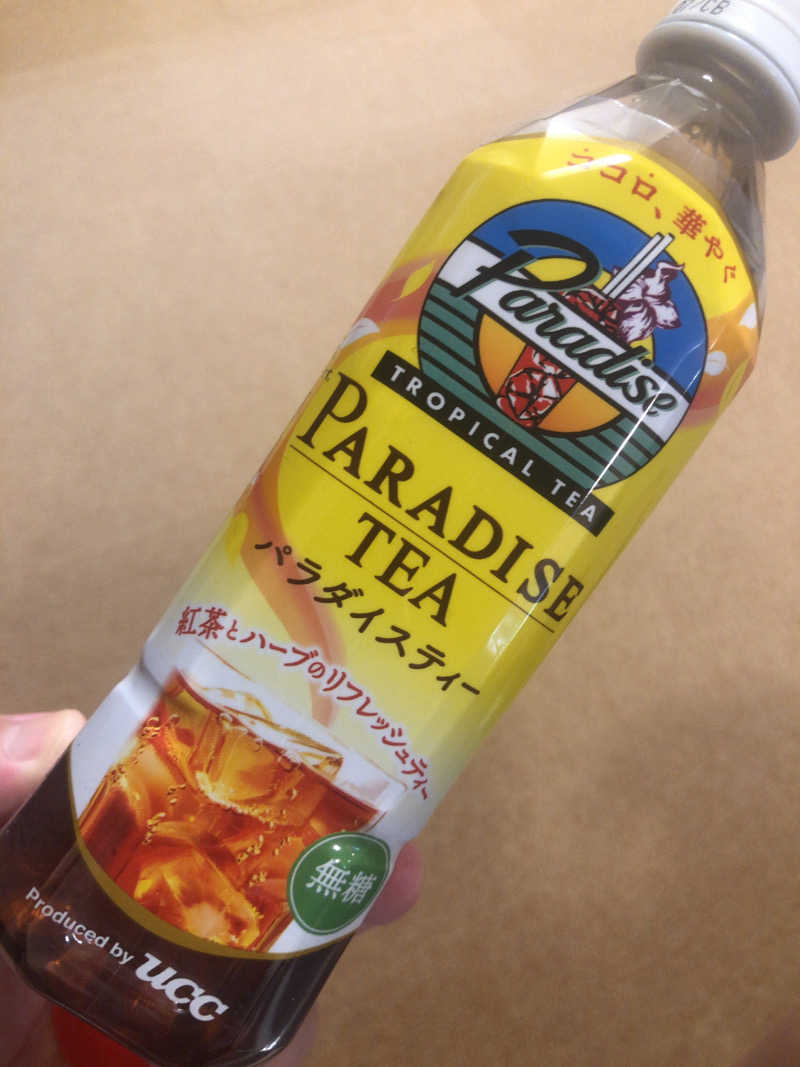 /CB
ココロ、華やぐ
Paradise
TROPICAL TEA
PARADISE
TEA
パラダイスティー
紅茶とハーブのリフレッシュティー
無糖
Produced by UCC